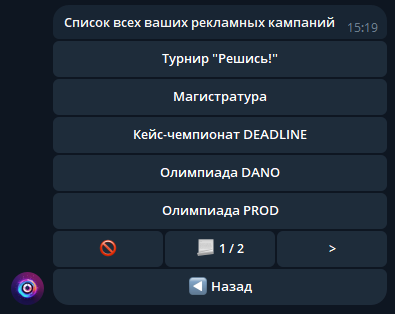 Список всех ваших рекламных кампаний
15:19
Турнир "Решись!"
Магистратура
Кейс-чемпионат DEADLINE
Олимпиада DANO
Олимпиада PROD
🚫 📃 1 / 2 >
◀️ Назад